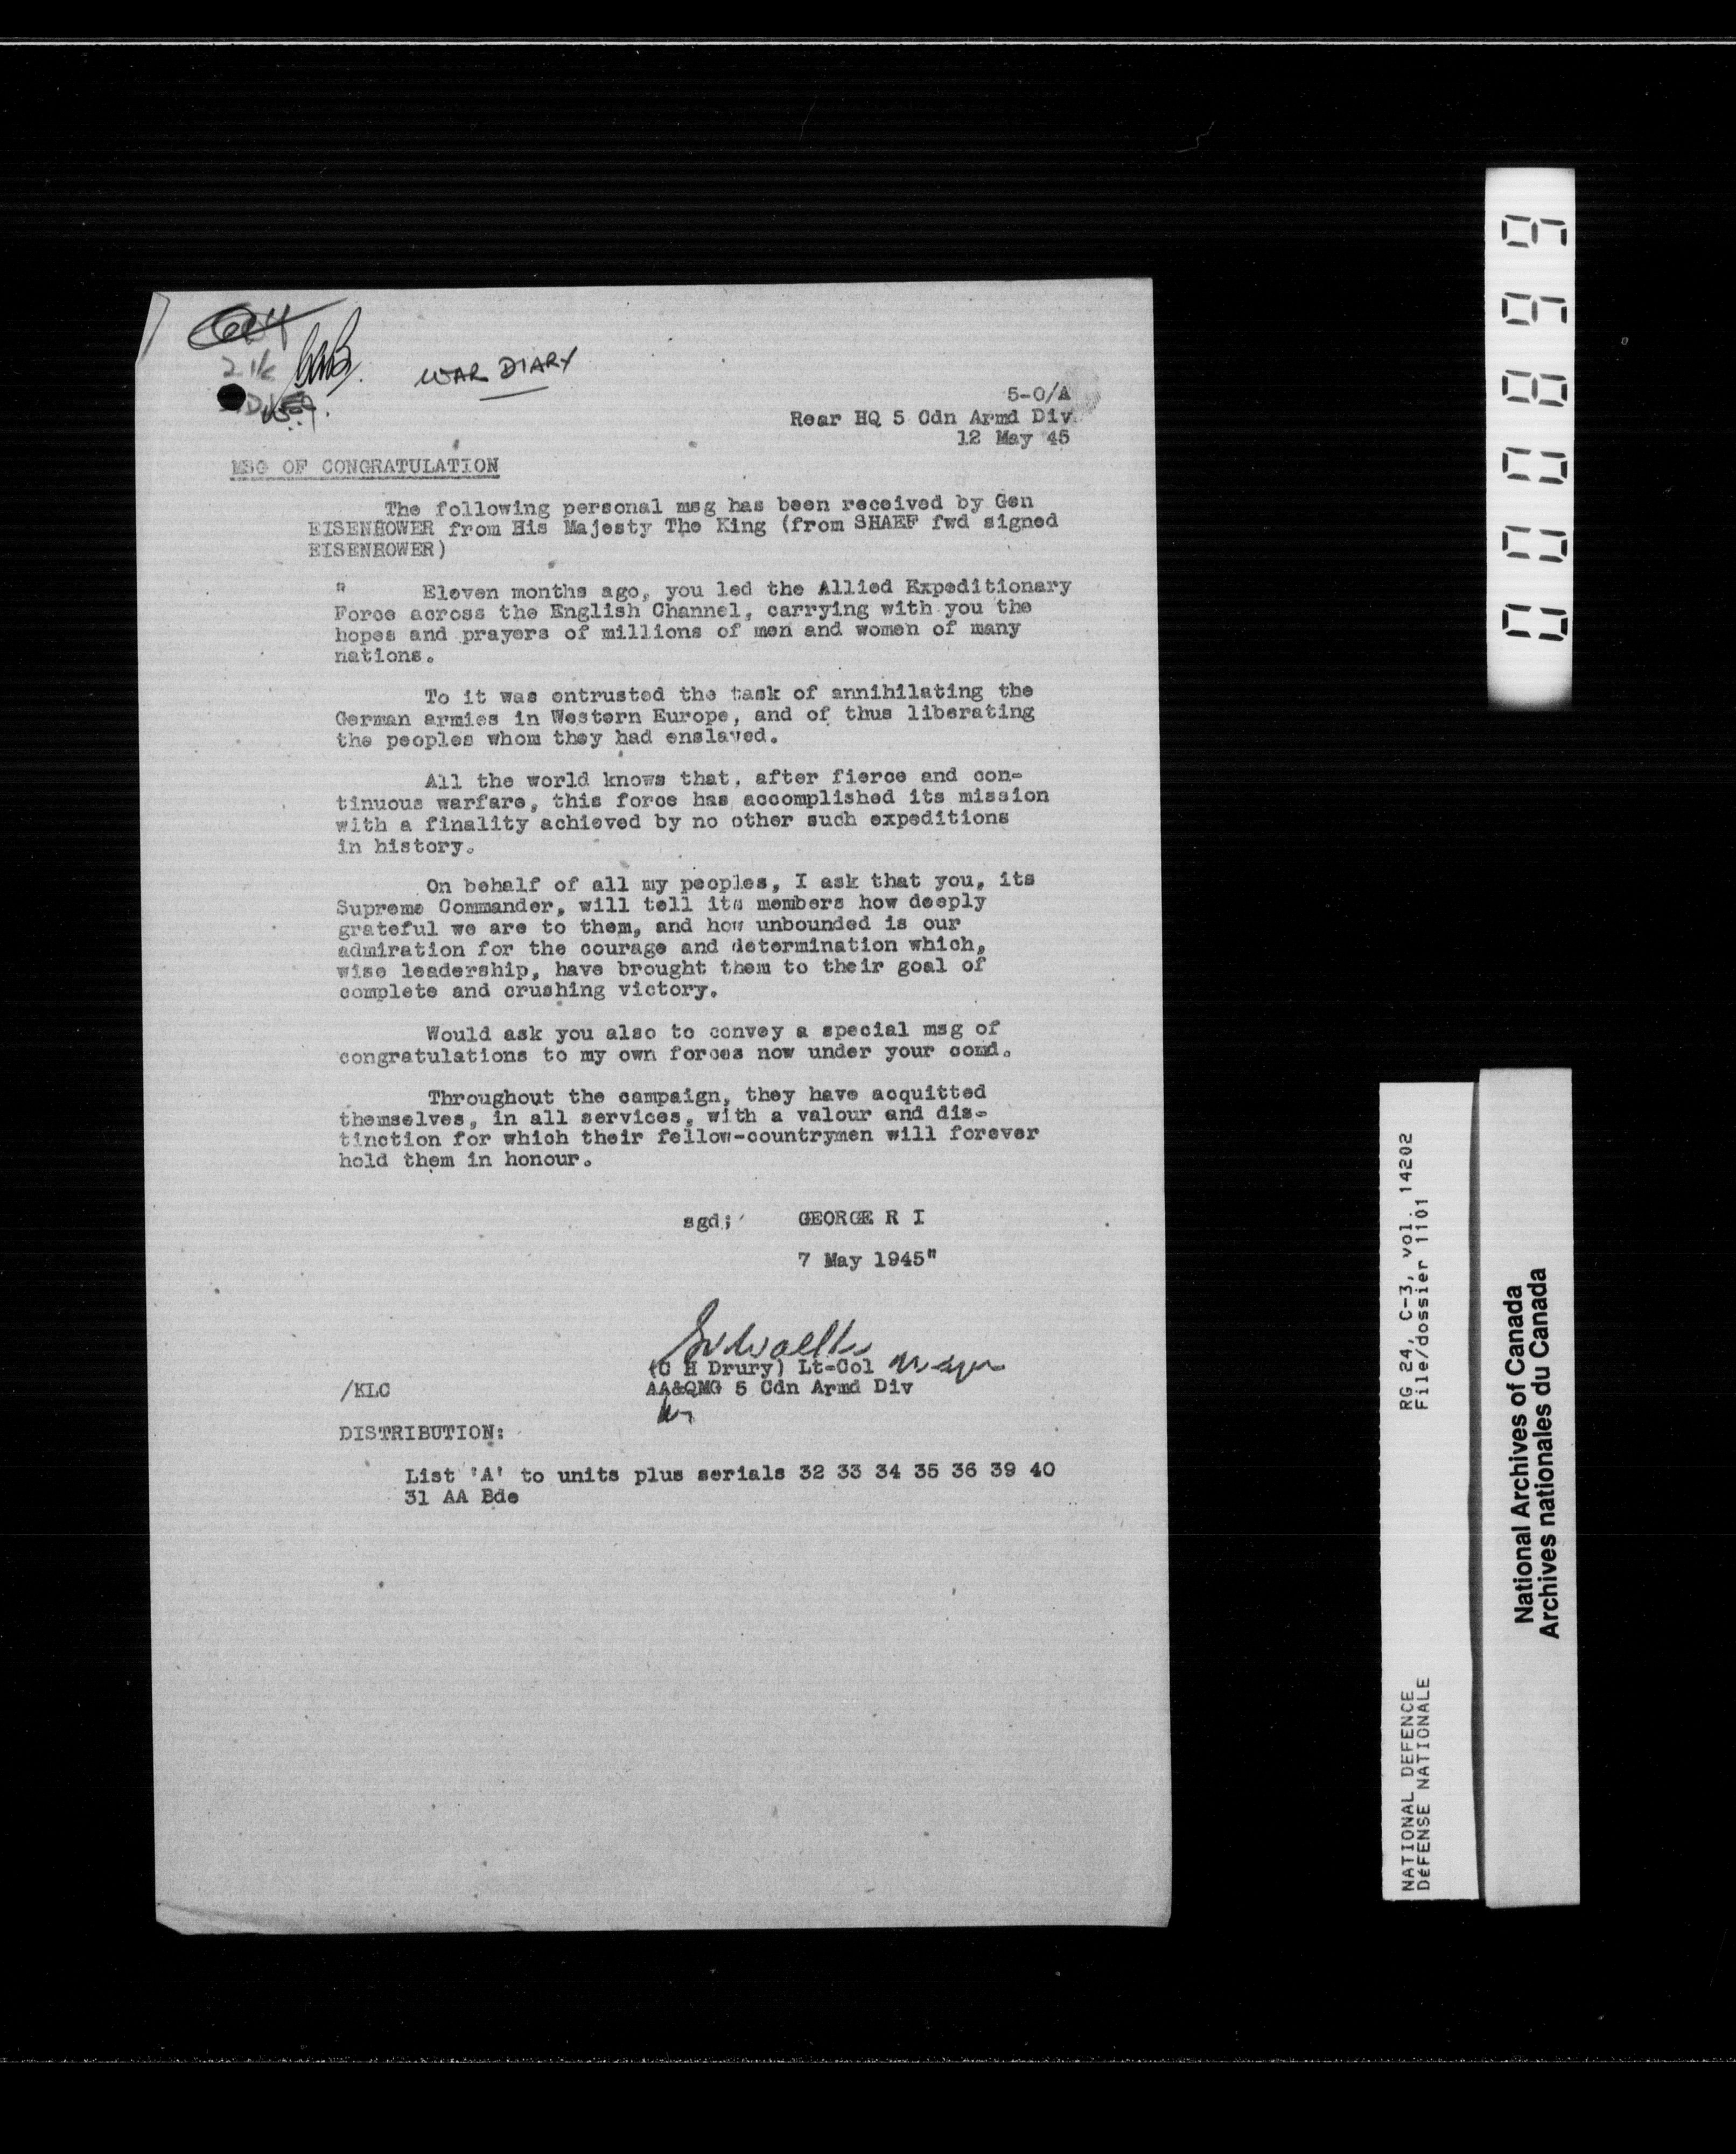 WAR DIARY
5-0/A
Rear HQ 5 Cdn Armd Div
12 May 45
MSG OF CONGRATULATION
The following personal msg has been received by Gen
EISENHOWER from His Majesty The King (from SHAEF fwd signed
EISENHOWER)
" Eleven months ago, you led the Allied Expeditionary
Force across the English Channel, carrying with you the
hopes and prayers of millions of men and women of many
nations.
To it was entrusted the task of annihilating the
German armies in Western Europe, and of thus liberating
the peoples whom they had enslaved.
All the world knows that, after fierce and con-
tinuous warfare, this force has accomplished its mission
with a finality achieved by no other such expeditions
in history.
On behalf of all my peoples, I ask that you, its
Supreme Commander, will tell its members how deeply
grateful we are to them, and how unbounded is our
admiration for the courage and determination which,
wise leadership, have brought them to their goal of
complete and crushing victory.
Would ask you also to convey a special msg of
congratulations to my own forces now under your comd.
Throughout the campaign, they have acquitted
themselves, in all services, with a valour and dis-
tinction for which their fellow-countrymen will forever
hold them in honour.
sgd; GEORGE R I
7 May 1945"
(C H Drury) Lt-Col Major
/KLC AA&QMG 5 Cdn Armd Div
DISTRIBUTION:
List 'A' to units plus serials 32 33 34 35 36 39 40
31 AA Bde
00000899
RG 24, C-3, vol. 14202
File/dossier 1101
NATIONAL DEFENCE
DÉFENSE NATIONALE
National Archives of Canada
Archives nationales du Canada